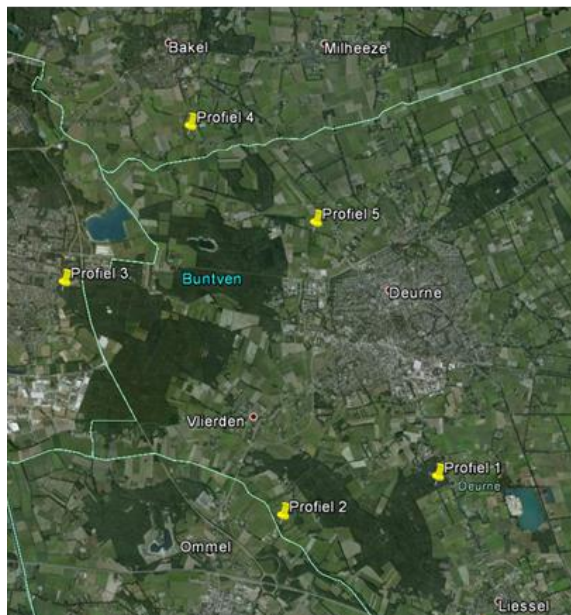 Bakel
Milheeze
Profiel 4
Profiel 5
Profiel 3
Buntven
Deurne
Vlierden
Profiel 1
Deurne
Profiel 2
Ommel
Liessel